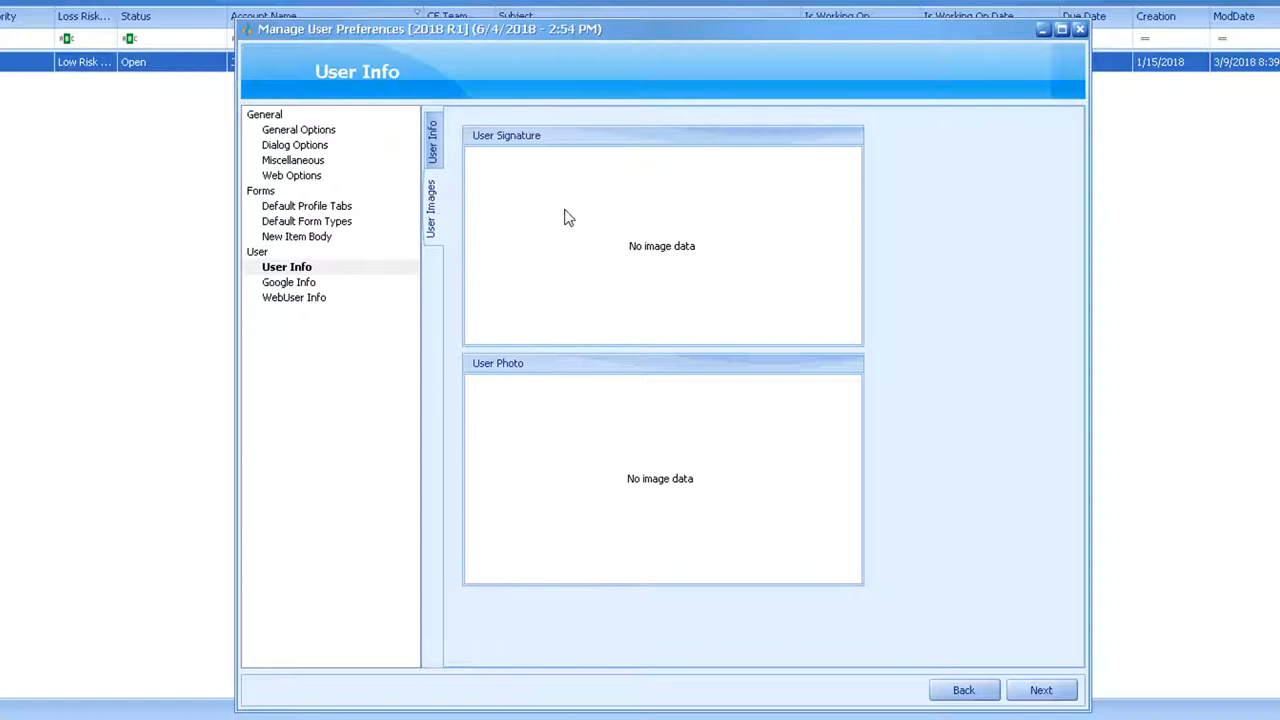 Loss Risk... Status Account Name CF Team Subject Is Working On Is Working On Date Due Date Creation ModDate
Manage User Preferences [2018 R1] (6/4/2018 - 2:54 PM)
Low Risk ... Open 1/15/2018 3/9/2018 8:39
User Info
General
General Options
Dialog Options
Miscellaneous
Web Options
Forms
Default Profile Tabs
Default Form Types
New Item Body
User
User Info
Google Info
WebUser Info
User Info
User Images
User Signature
No image data
User Photo
No image data
Back Next